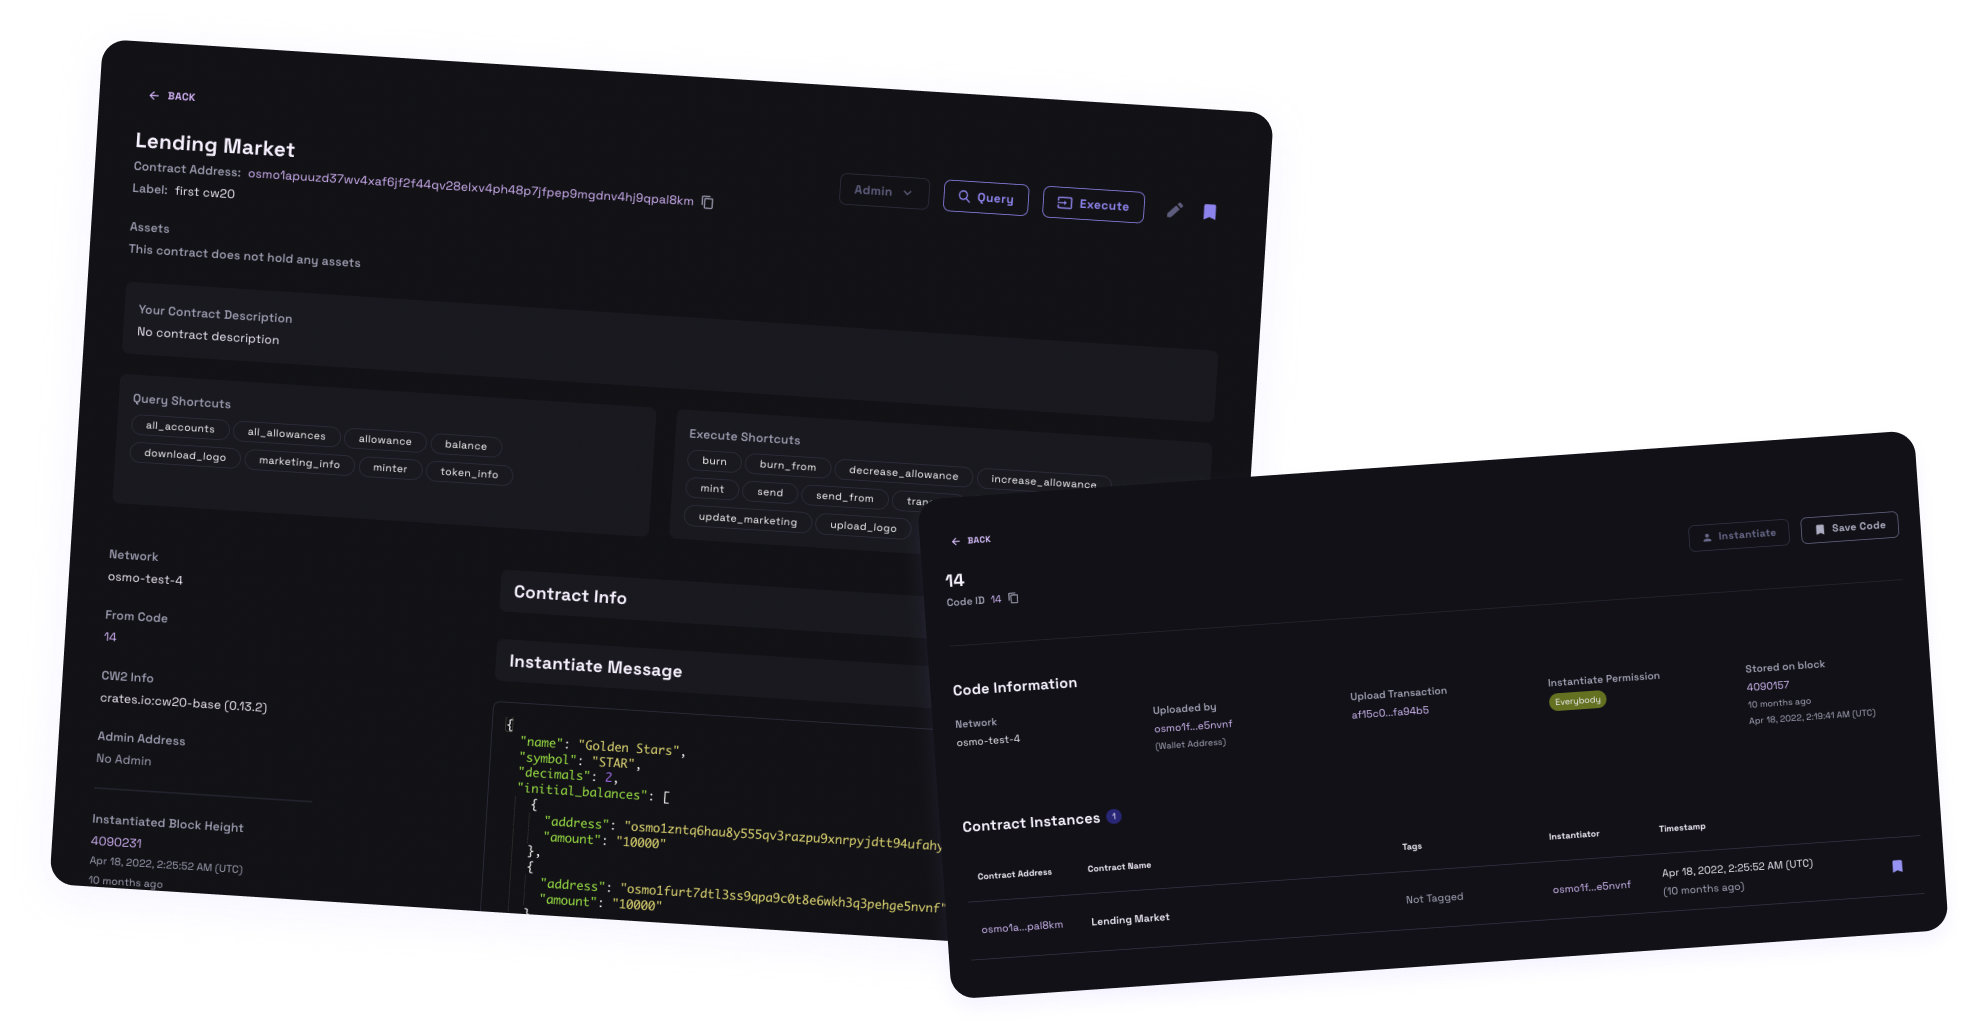 BACK
Lending Market
Contract Address: osmo1apuuzd37wv4xaf6jf2f44qv28elxv4ph48p7jfpep9mgdnv4hj9qpal8km
Label: first cw20
Admin
Query
Execute
Assets
This contract does not hold any assets
Your Contract Description
No contract description
Query Shortcuts
all_accounts all_allowances allowance balance
download_logo marketing_info minter token_info
Execute Shortcuts
burn burn_from decrease_allowance increase_allowance
mint send send_from
update_marketing upload_logo
Network
osmo-test-4
From Code
14
CW2 Info
crates.io:cw20-base (0.13.2)
Admin Address
No Admin
Instantiated Block Height
4090231
Apr 18, 2022, 2:25:52 AM (UTC)
10 months ago
Contract Info
Instantiate Message
{
"name": "Golden Stars",
"symbol": "STAR",
"decimals": 2,
"initial_balances": [
{
"address": "osmo1zntq6hau8y555qv3razpu9xnrpyjdtt94ufahy
"amount": "10000"
},
{
"address": "osmo1furt7dtl3ss9qpa9c0t8e6wkh3q3pehge5nvnf"
"amount": "10000"
}
BACK
14
Code ID 14
Instantiate
Save Code
Code Information
Network
osmo-test-4
Uploaded by
osmo1f...e5nvnf
(Wallet Address)
Upload Transaction
af15c0...fa94b5
Instantiate Permission
Everybody
Stored on block
4090157
10 months ago
Apr 18, 2022, 2:19:41 AM (UTC)
Contract Instances 1
Contract Address Contract Name Tags Instantiator Timestamp
osmo1a...pal8km Lending Market Not Tagged osmo1f...e5nvnf Apr 18, 2022, 2:25:52 AM (UTC)
(10 months ago)